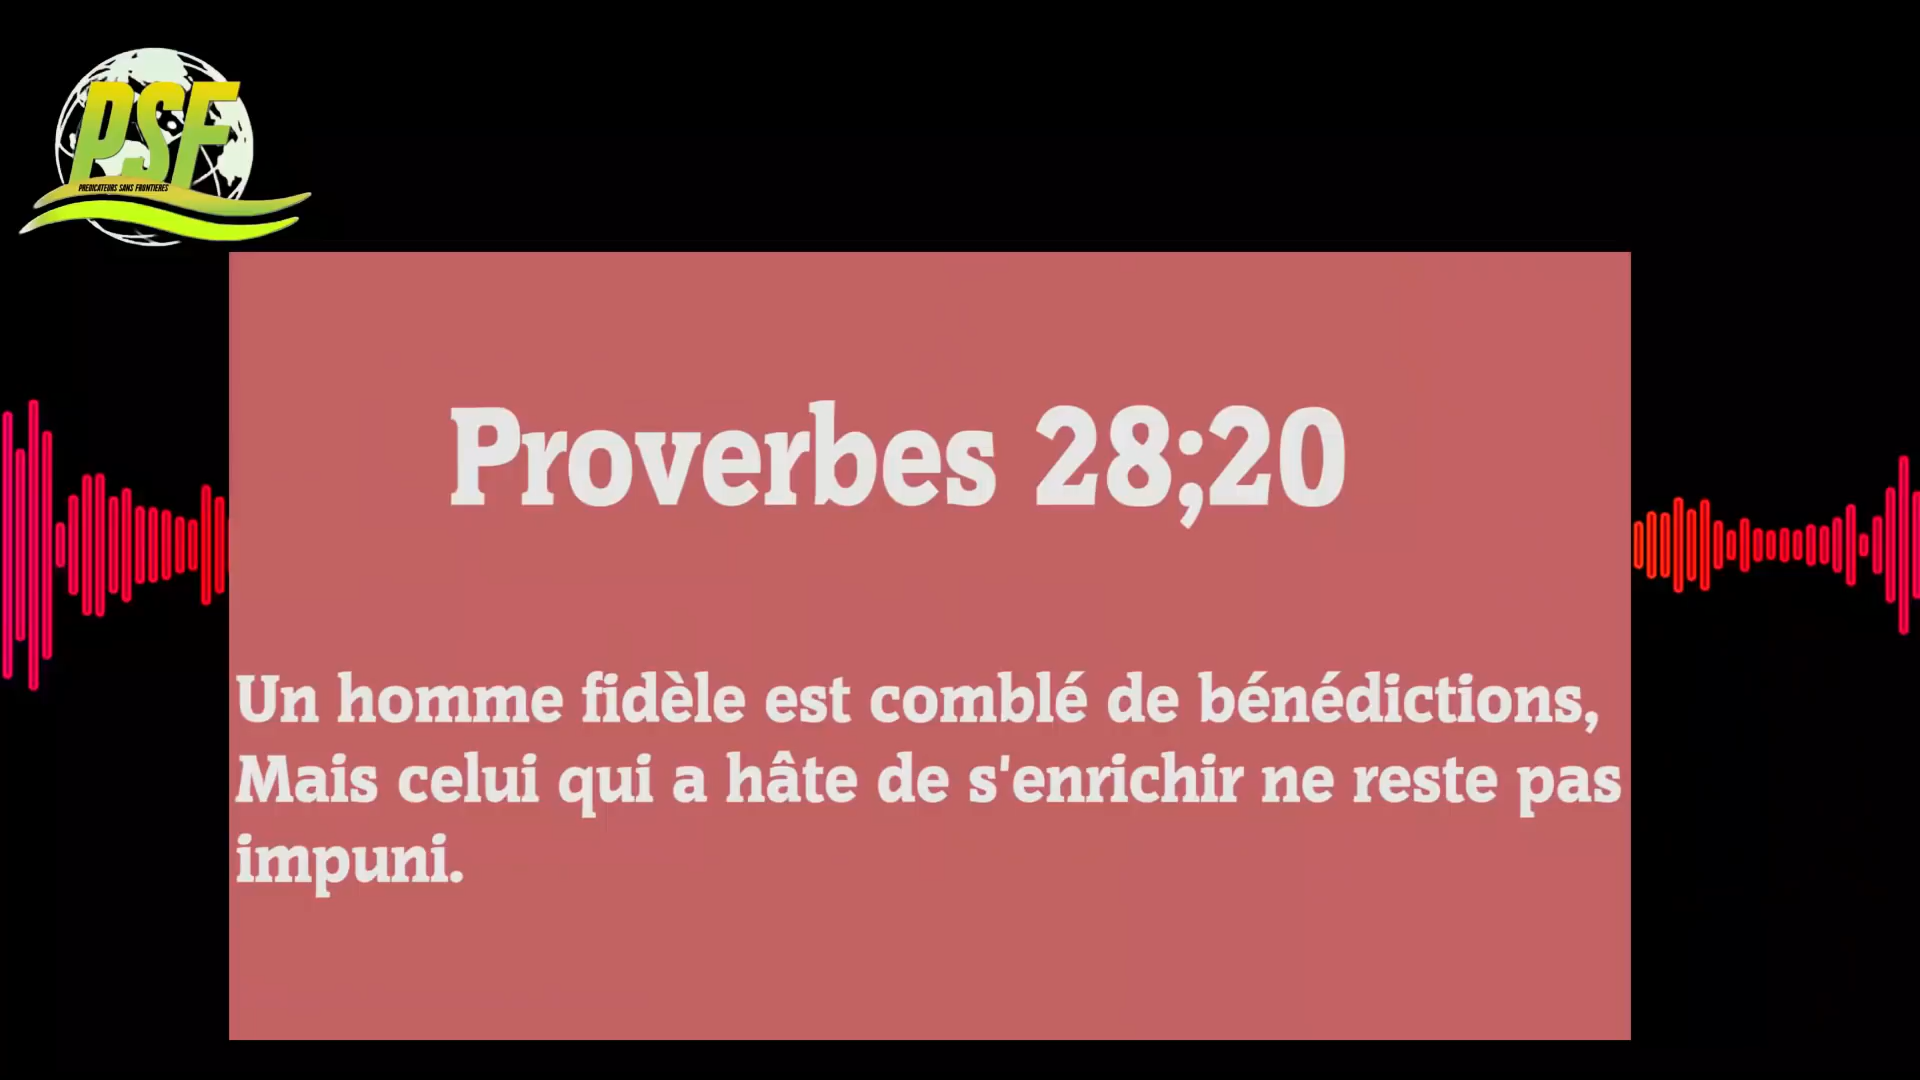 PSF
PREDICATEURS SANS FRONTIERES
Proverbes 28;20
Un homme fidèle est comblé de bénédictions,
Mais celui qui a hâte de s'enrichir ne reste pas
impuni.